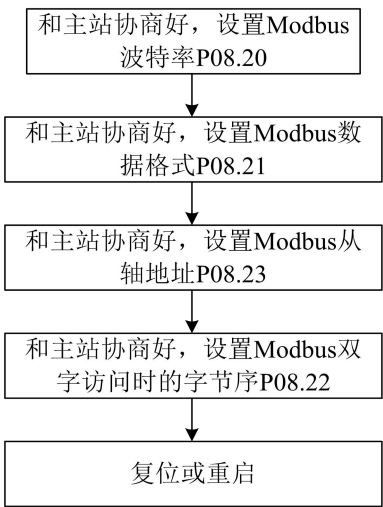 和主站协商好，设置Modbus
波特率P08.20
和主站协商好，设置Modbus数
据格式P08.21
和主站协商好，设置Modbus从
轴地址P08.23
和主站协商好，设置Modbus双
字访问时的字节序P08.22
复位或重启